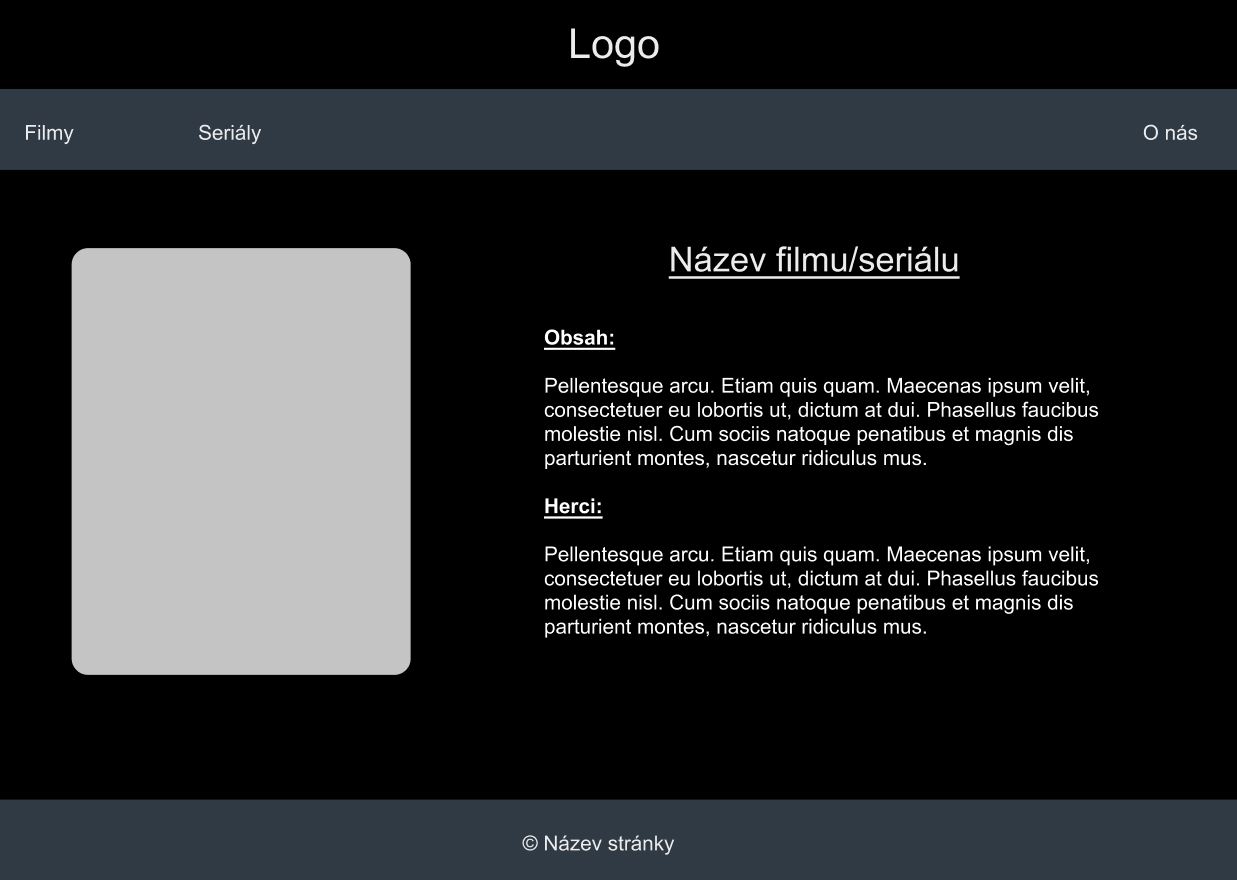 Logo
Filmy
Seriály
O nás
Název filmu/seriálu
Obsah:
Pellentesque arcu. Etiam quis quam. Maecenas ipsum velit,
consectetuer eu lobortis ut, dictum at dui. Phasellus faucibus
molestie nisl. Cum sociis natoque penatibus et magnis dis
parturient montes, nascetur ridiculus mus.
Herci:
Pellentesque arcu. Etiam quis quam. Maecenas ipsum velit,
consectetuer eu lobortis ut, dictum at dui. Phasellus faucibus
molestie nisl. Cum sociis natoque penatibus et magnis dis
parturient montes, nascetur ridiculus mus.
© Název stránky